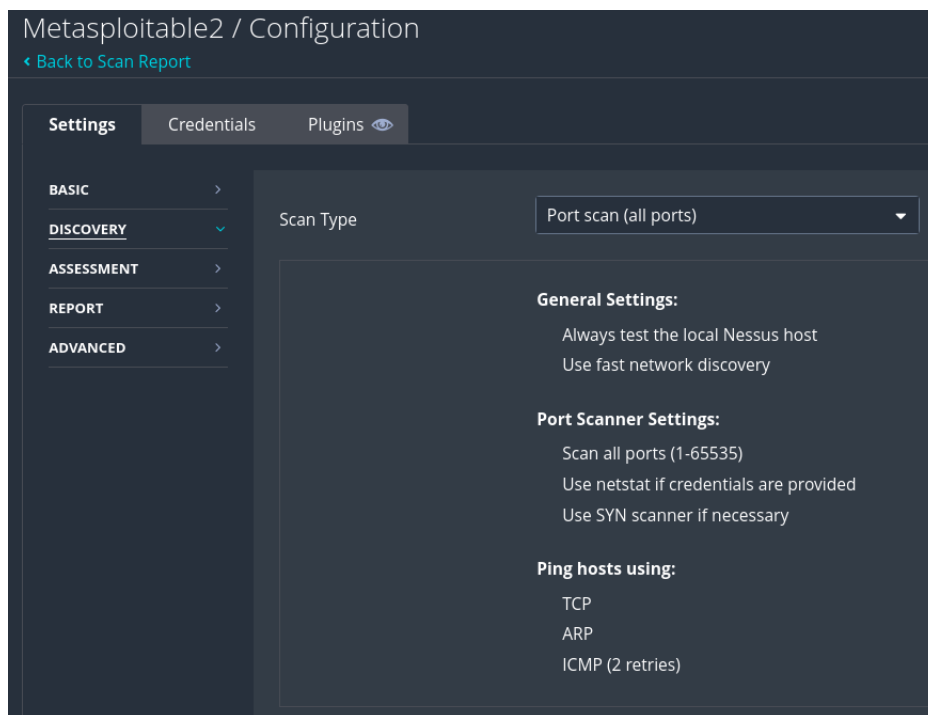 Metasploitable2 / Configuration
‹ Back to Scan Report
Settings Credentials Plugins
BASIC
DISCOVERY
ASSESSMENT
REPORT
ADVANCED
Scan Type Port scan (all ports)
General Settings:
Always test the local Nessus host
Use fast network discovery
Port Scanner Settings:
Scan all ports (1-65535)
Use netstat if credentials are provided
Use SYN scanner if necessary
Ping hosts using:
TCP
ARP
ICMP (2 retries)